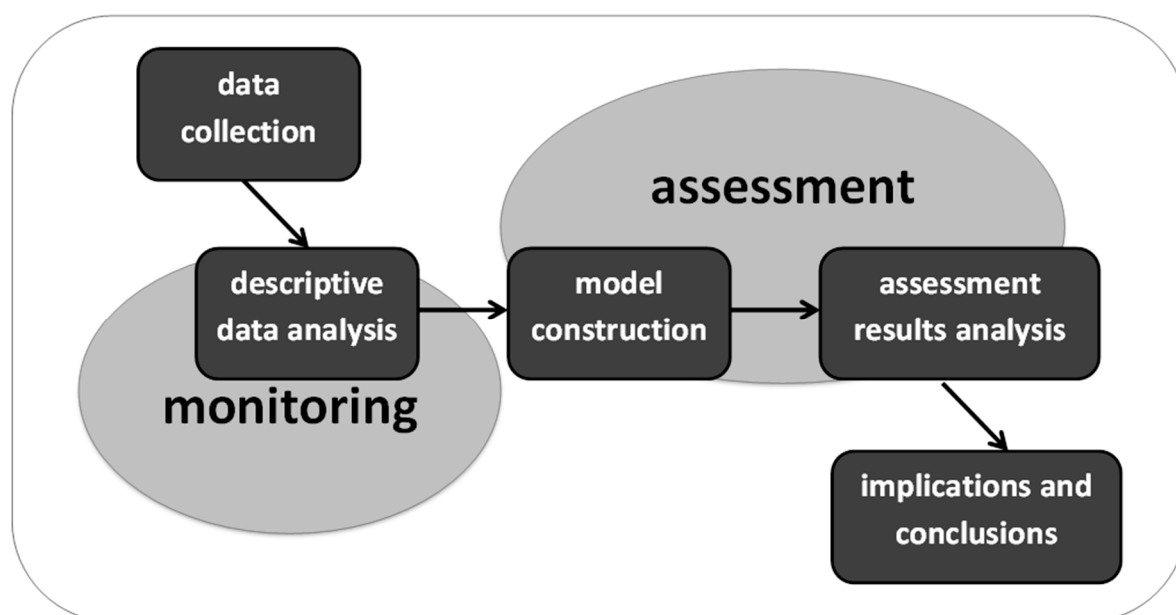 data
collection
assessment
descriptive
data analysis
model
construction
assessment
results analysis
monitoring
implications and
conclusions